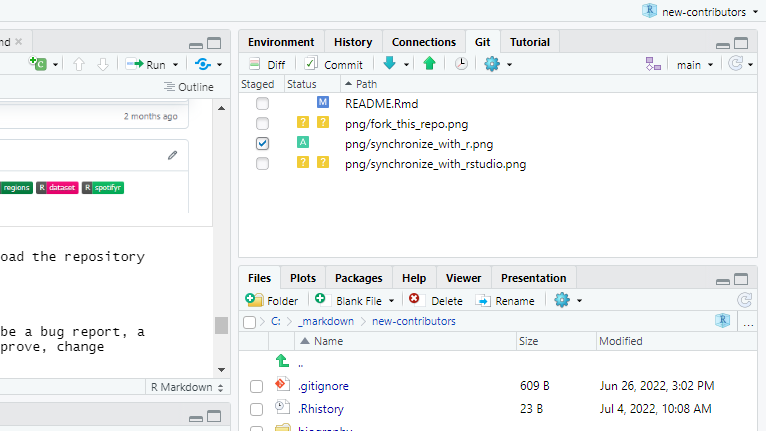 new-contributors
nd
Run
Outline
2 months ago
regions R dataset R spotifyr
oad the repository
be a bug report, a
prove, change
R Markdown
Environment History Connections Git Tutorial
Diff Commit main
Staged Status Path
M README.Rmd
? ? png/fork_this_repo.png
A png/synchronize_with_r.png
? ? png/synchronize_with_rstudio.png
Files Plots Packages Help Viewer Presentation
Folder Blank File Delete Rename
C: _markdown new-contributors ...
Name Size Modified
..
.gitignore 609 B Jun 26, 2022, 3:02 PM
.Rhistory 23 B Jul 4, 2022, 10:08 AM
biography